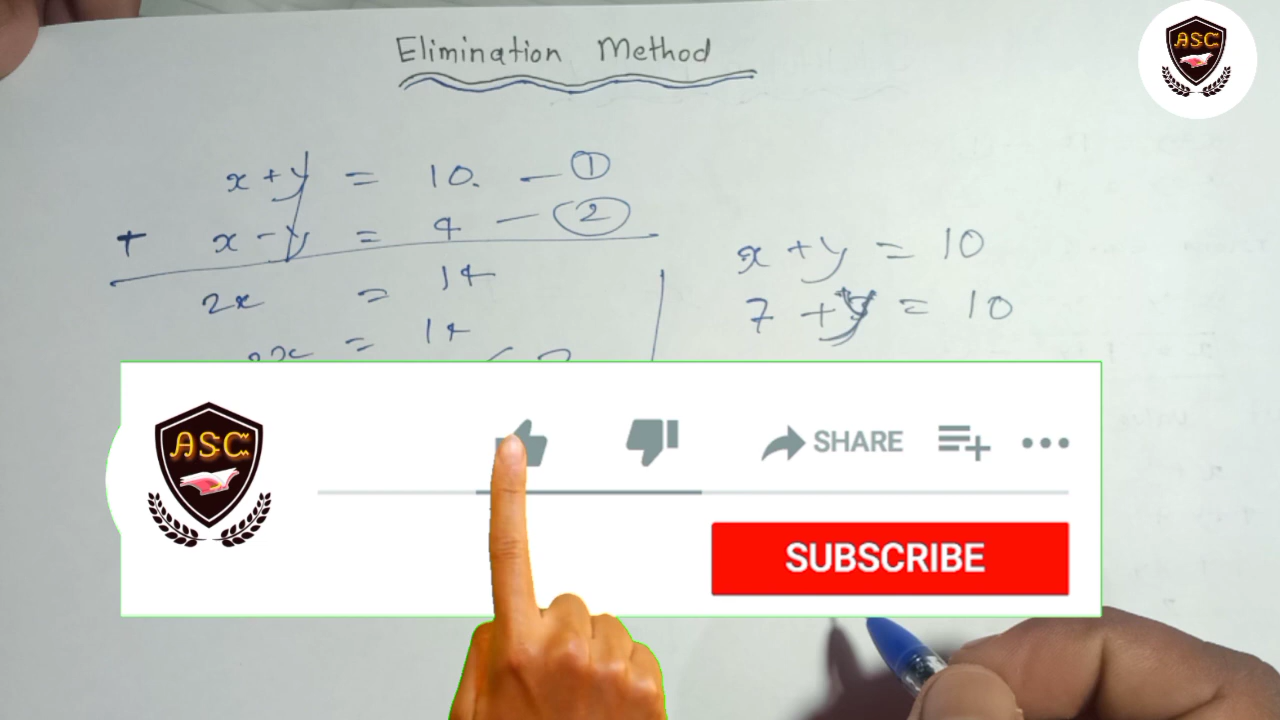 Elimination Method
ASC
x + y = 10. — ①
+ x - y = 4 — ②
2x = 14
2x = 14
x + y = 10
7 + y = 10
ASC
SHARE
SUBSCRIBE